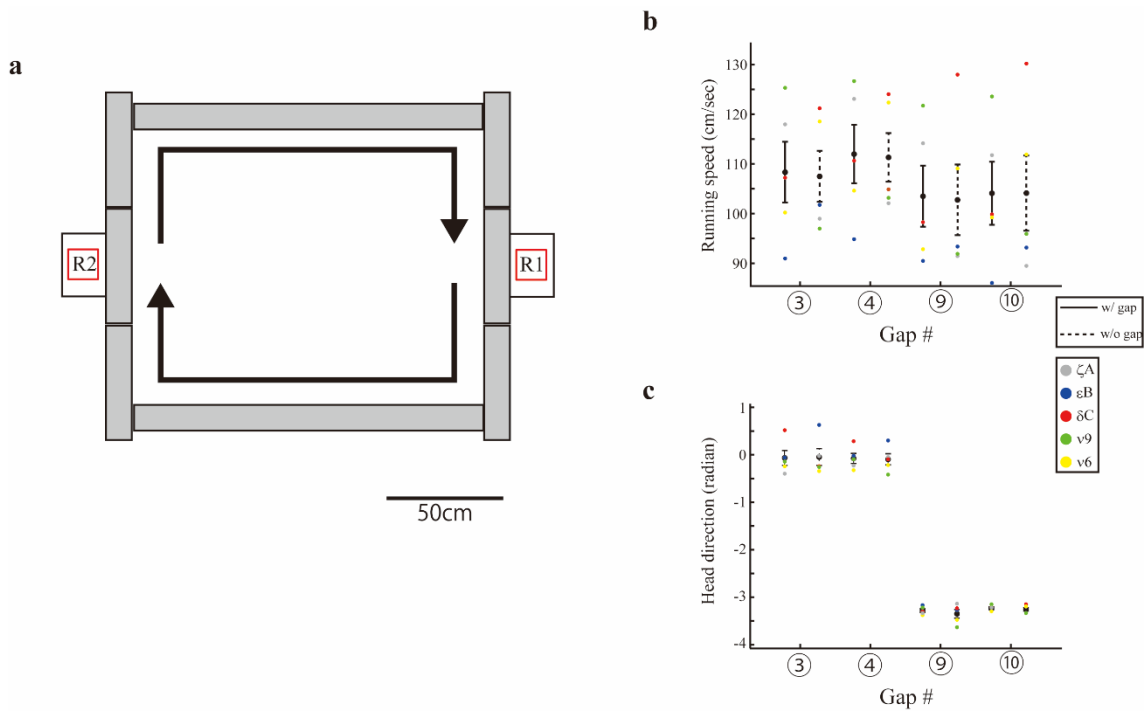 a
R2
R1
50cm
b
Running speed (cm/sec)
130
120
110
100
90
③
④
⑨
⑩
Gap #
w/ gap
w/o gap
ζA
εB
δC
ν9
ν6
c
Head direction (radian)
1
0
-1
-2
-3
-4
③
④
⑨
⑩
Gap #